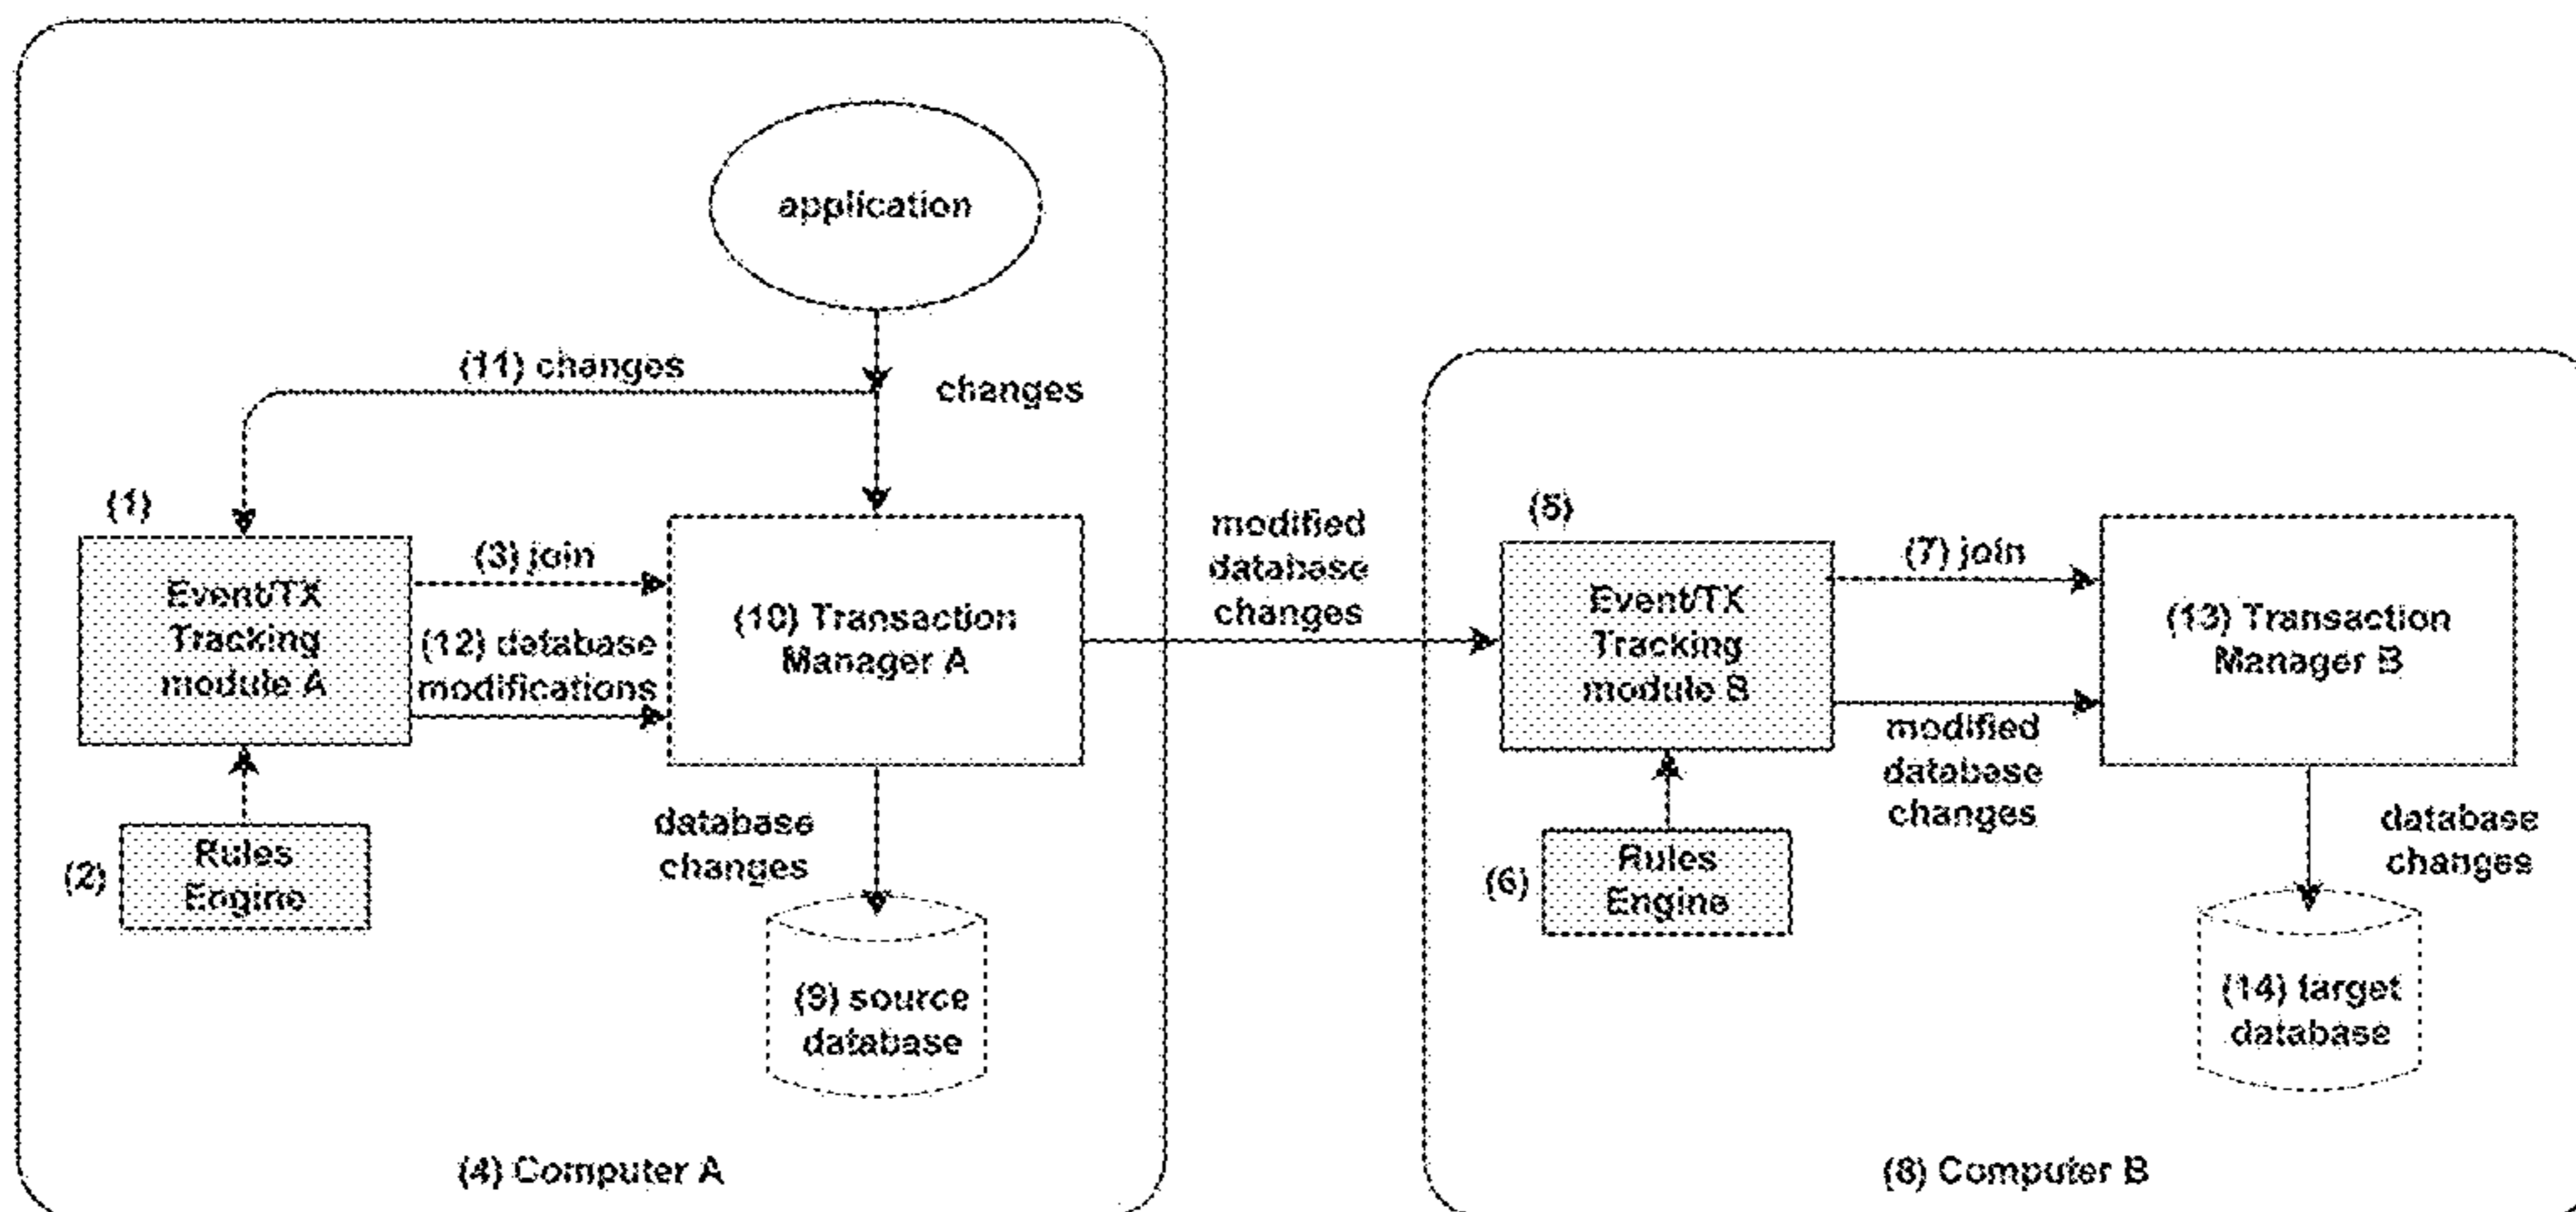 application
(11) changes
changes
(1)
Event/TX
Tracking
module A
(3) join
(12) database
modifications
(10) Transaction
Manager A
(2)
Rules
Engine
database
changes
(9) source
database
(4) Computer A
modified
database
changes
(5)
Event/TX
Tracking
module B
(7) join
modified
database
changes
(13) Transaction
Manager B
(6)
Rules
Engine
database
changes
(14) target
database
(8) Computer B